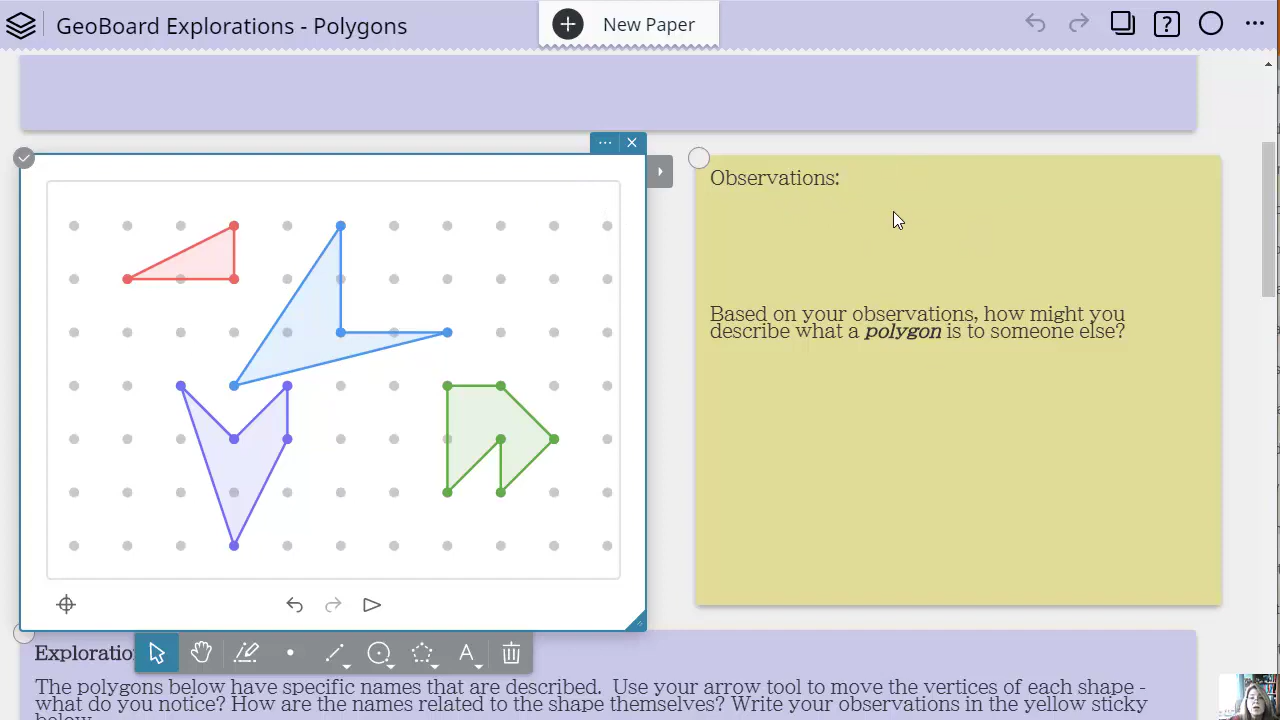 GeoBoard Explorations - Polygons
New Paper
Observations:
Based on your observations, how might you
describe what a polygon is to someone else?
Exploratio
The polygons below have specific names that are described. Use your arrow tool to move the vertices of each shape -
what do you notice? How are the names related to the shape themselves? Write your observations in the yellow sticky
below.